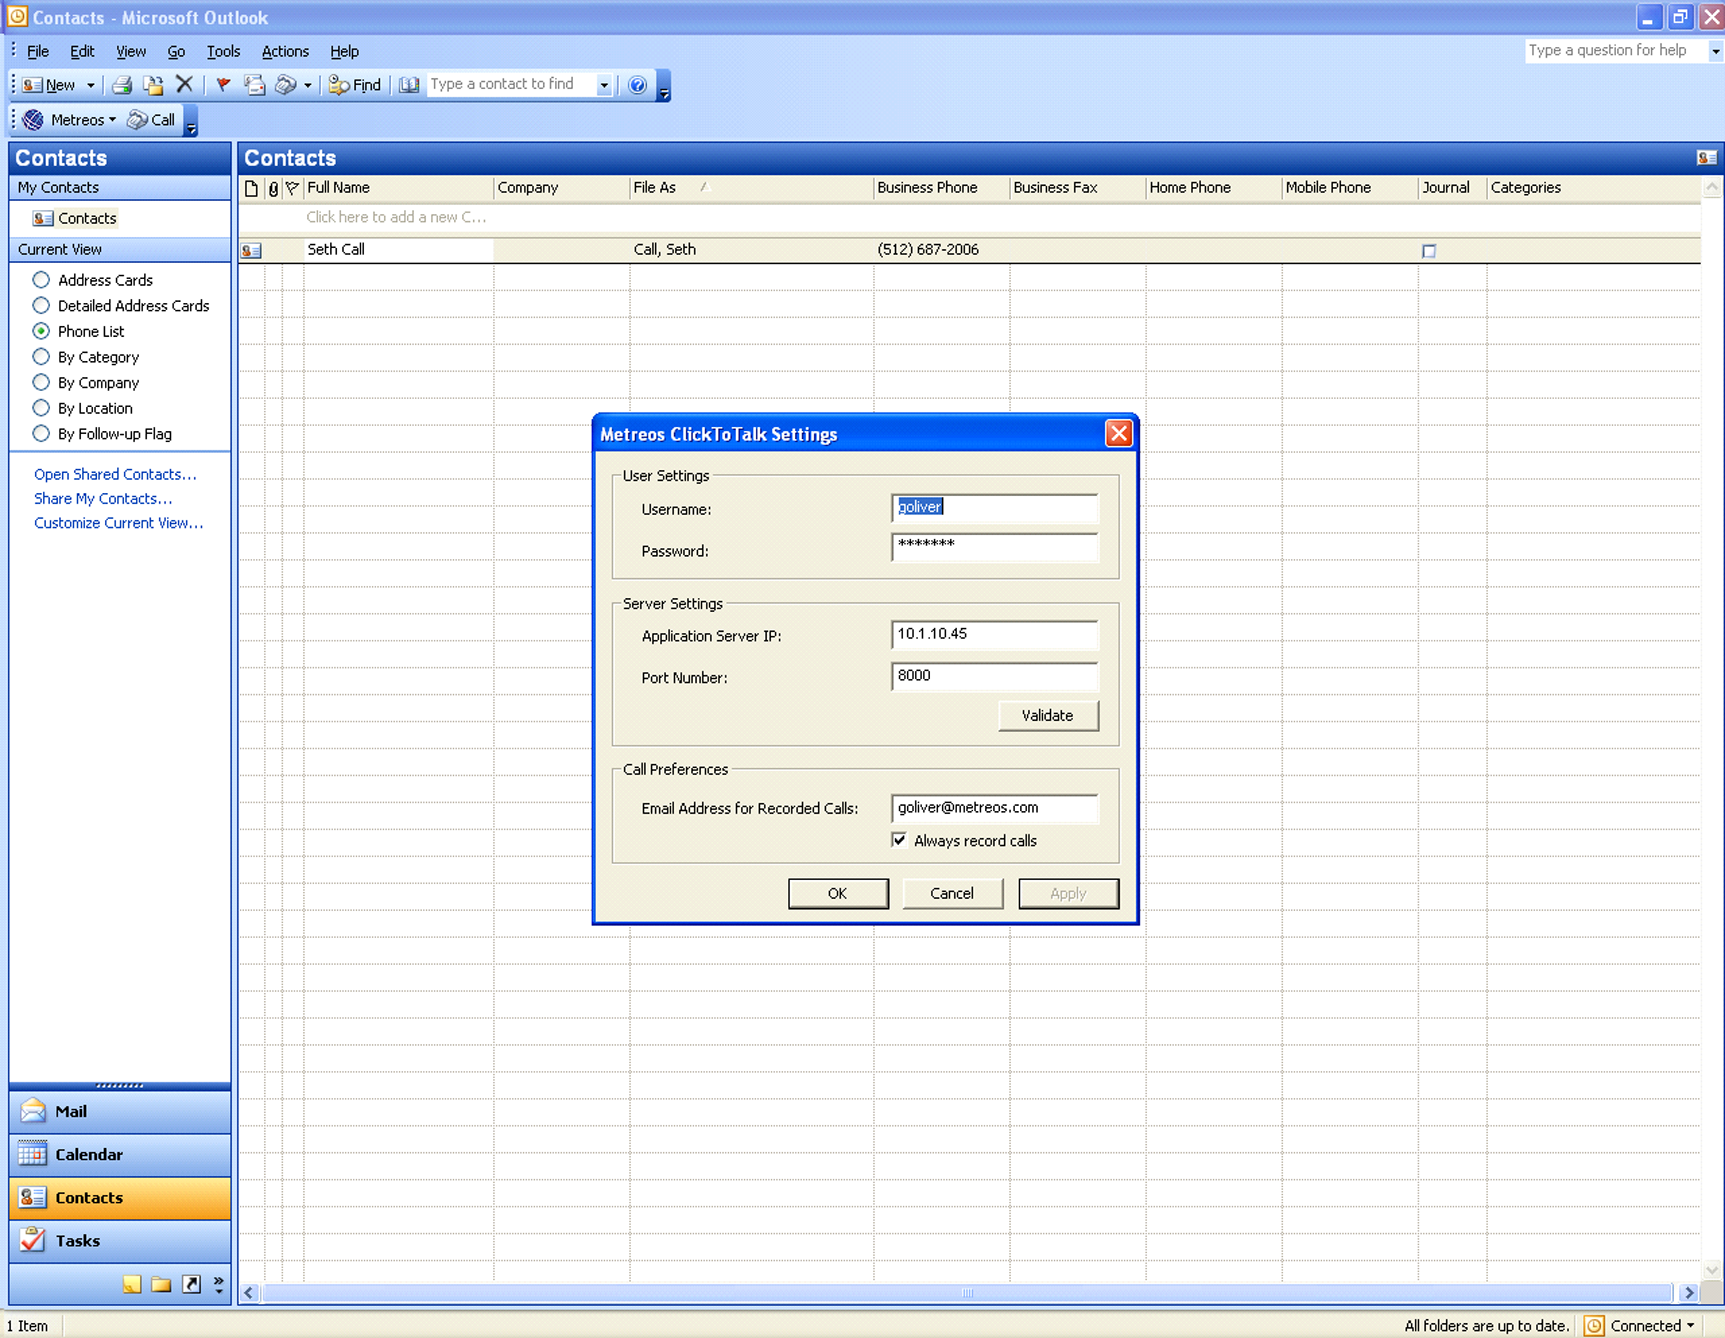 Contacts - Microsoft Outlook
File Edit View Go Tools Actions Help
Type a question for help
New Find Type a contact to find
Metreos Call
Contacts
My Contacts
Contacts
Current View
Address Cards
Detailed Address Cards
Phone List
By Category
By Company
By Location
By Follow-up Flag
Open Shared Contacts...
Share My Contacts...
Customize Current View...
Mail
Calendar
Contacts
Tasks
Contacts
Full Name Company File As Business Phone Business Fax Home Phone Mobile Phone Journal Categories
Click here to add a new C...
Seth Call Call, Seth (512) 687-2006
Metreos ClickToTalk Settings
User Settings
Username: goliver
Password: *******
Server Settings
Application Server IP: 10.1.10.45
Port Number: 8000
Validate
Call Preferences
Email Address for Recorded Calls: goliver@metreos.com
Always record calls
OK Cancel Apply
1 Item
All folders are up to date. Connected